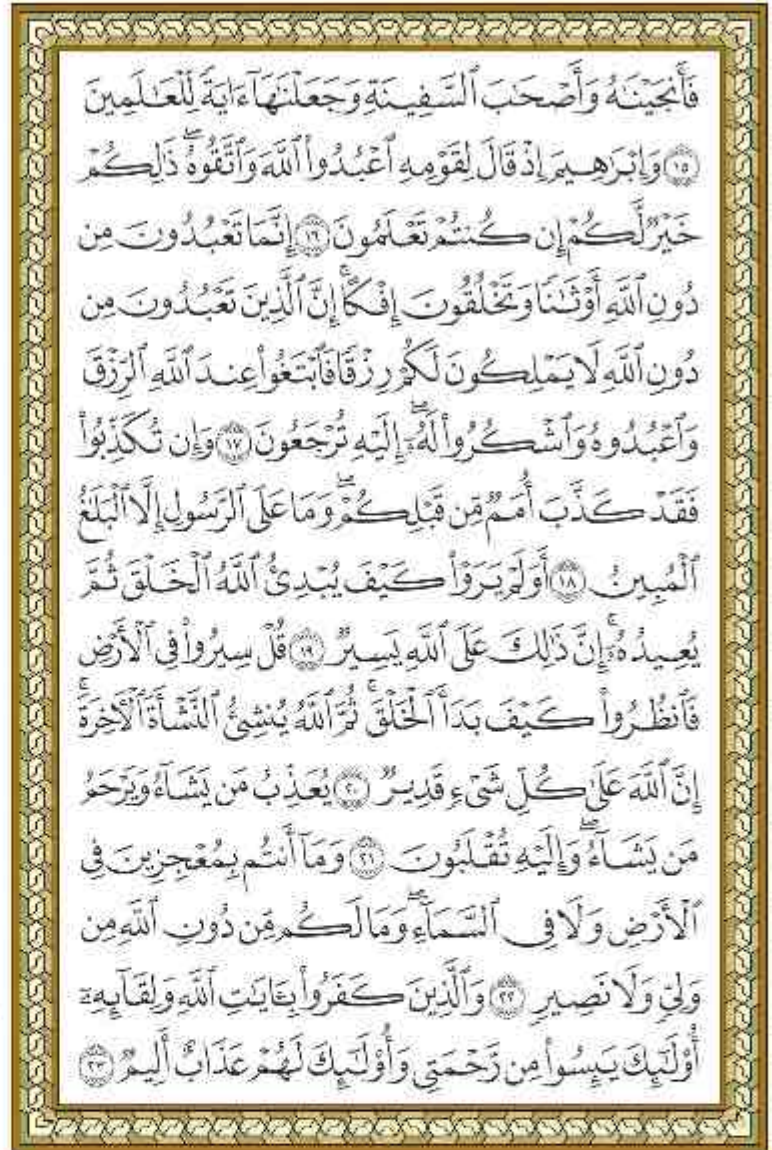 فَأَنجَيْنَٰهُ وَأَصْحَٰبَ ٱلسَّفِينَةِ وَجَعَلْنَٰهَآ ءَايَةً لِّلْعَٰلَمِينَ
١٥ وَإِبْرَٰهِيمَ إِذْ قَالَ لِقَوْمِهِ ٱعْبُدُوا۟ ٱللَّهَ وَٱتَّقُوهُ ۖ ذَٰلِكُمْ
خَيْرٌ لَّكُمْ إِن كُنتُمْ تَعْلَمُونَ ١٦ إِنَّمَا تَعْبُدُونَ مِن
دُونِ ٱللَّهِ أَوْثَٰنًا وَتَخْلُقُونَ إِفْكًا ۚ إِنَّ ٱلَّذِينَ تَعْبُدُونَ مِن
دُونِ ٱللَّهِ لَا يَمْلِكُونَ لَكُمْ رِزْقًا فَٱبْتَغُوا۟ عِندَ ٱللَّهِ ٱلرِّزْقَ
وَٱعْبُدُوهُ وَٱشْكُرُوا۟ لَهُۥٓ ۖ إِلَيْهِ تُرْجَعُونَ ١٧ وَإِن تُكَذِّبُوا۟
فَقَدْ كَذَّبَ أُمَمٌ مِّن قَبْلِكُمْ ۖ وَمَا عَلَى ٱلرَّسُولِ إِلَّا ٱلْبَلَٰغُ
ٱلْمُبِينُ ١٨ أَوَلَمْ يَرَوْا۟ كَيْفَ يُبْدِئُ ٱللَّهُ ٱلْخَلْقَ ثُمَّ
يُعِيدُهُۥٓ ۚ إِنَّ ذَٰلِكَ عَلَى ٱللَّهِ يَسِيرٌ ١٩ قُلْ سِيرُوا۟ فِى ٱلْأَرْضِ
فَٱنظُرُوا۟ كَيْفَ بَدَأَ ٱلْخَلْقَ ۚ ثُمَّ ٱللَّهُ يُنشِئُ ٱلنَّشْأَةَ ٱلْءَاخِرَةَ ۚ
إِنَّ ٱللَّهَ عَلَىٰ كُلِّ شَىْءٍ قَدِيرٌ ٢٠ يُعَذِّبُ مَن يَشَآءُ وَيَرْحَمُ
مَن يَشَآءُ ۖ وَإِلَيْهِ تُقْلَبُونَ ٢١ وَمَآ أَنتُم بِمُعْجِزِينَ فِى
ٱلْأَرْضِ وَلَا فِى ٱلسَّمَآءِ ۖ وَمَا لَكُم مِّن دُونِ ٱللَّهِ مِن
وَلِىٍّ وَلَا نَصِيرٍ ٢٢ وَٱلَّذِينَ كَفَرُوا۟ بِـَٔايَٰتِ ٱللَّهِ وَلِقَآئِهِۦٓ
أُو۟لَٰٓئِكَ يَئِسُوا۟ مِن رَّحْمَتِى وَأُو۟لَٰٓئِكَ لَهُمْ عَذَابٌ أَلِيمٌ ٢٣